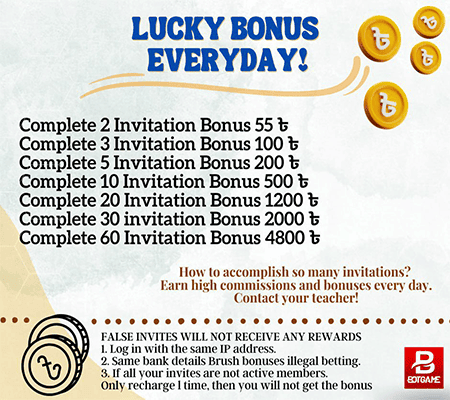 LUCKY BONUS
EVERYDAY!
Complete 2 Invitation Bonus 55 ৳
Complete 3 Invitation Bonus 100 ৳
Complete 5 Invitation Bonus 200 ৳
Complete 10 Invitation Bonus 500 ৳
Complete 20 Invitation Bonus 1200 ৳
Complete 30 invitation Bonus 2000 ৳
Complete 60 Invitation Bonus 4800 ৳
How to accomplish so many invitations?
Earn high commissions and bonuses every day.
Contact your teacher!
FALSE INVITES WILL NOT RECEIVE ANY REWARDS
1. Log in with the same IP address.
2. Same bank details Brush bonuses illegal betting.
3. If all your invites are not active members.
Only recharge 1 time, then you will not get the bonus
BDTGAME